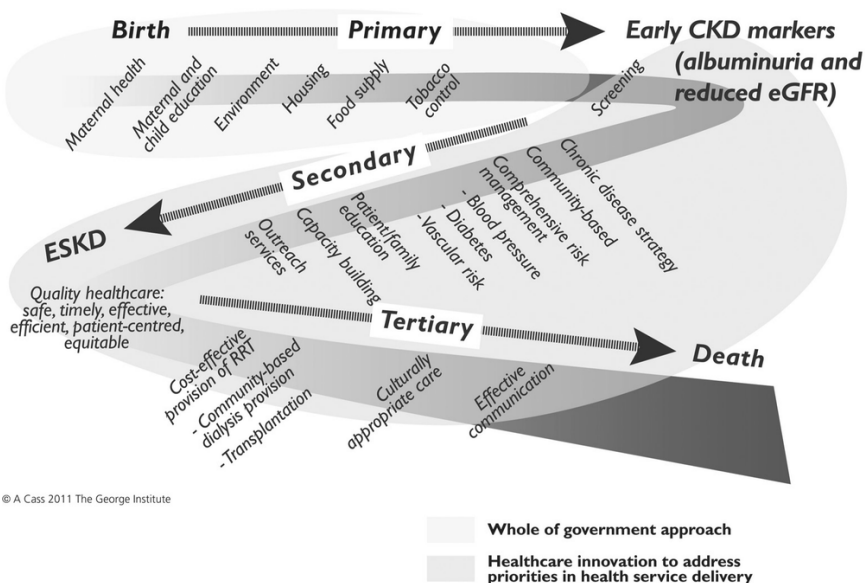 Birth
Primary
Early CKD markers
(albuminuria and
reduced eGFR)
Maternal health
Maternal and
child education
Environment
Housing
Food supply
Tobacco
control
Screening
Secondary
Chronic disease strategy
Community-based
Comprehensive risk
management
- Blood pressure
- Diabetes
-Vascular risk
Patient/family
education
Capacity building
Outreach
services
ESKD
Quality healthcare:
safe, timely, effective,
efficient, patient-centred,
equitable
Tertiary
Death
Cost-effective
provision of RRT
- Community-based
dialysis provision
-Transplantation
Culturally
appropriate care
Effective
communication
© A Cass 2011 The George Institute
Whole of government approach
Healthcare innovation to address
priorities in health service delivery